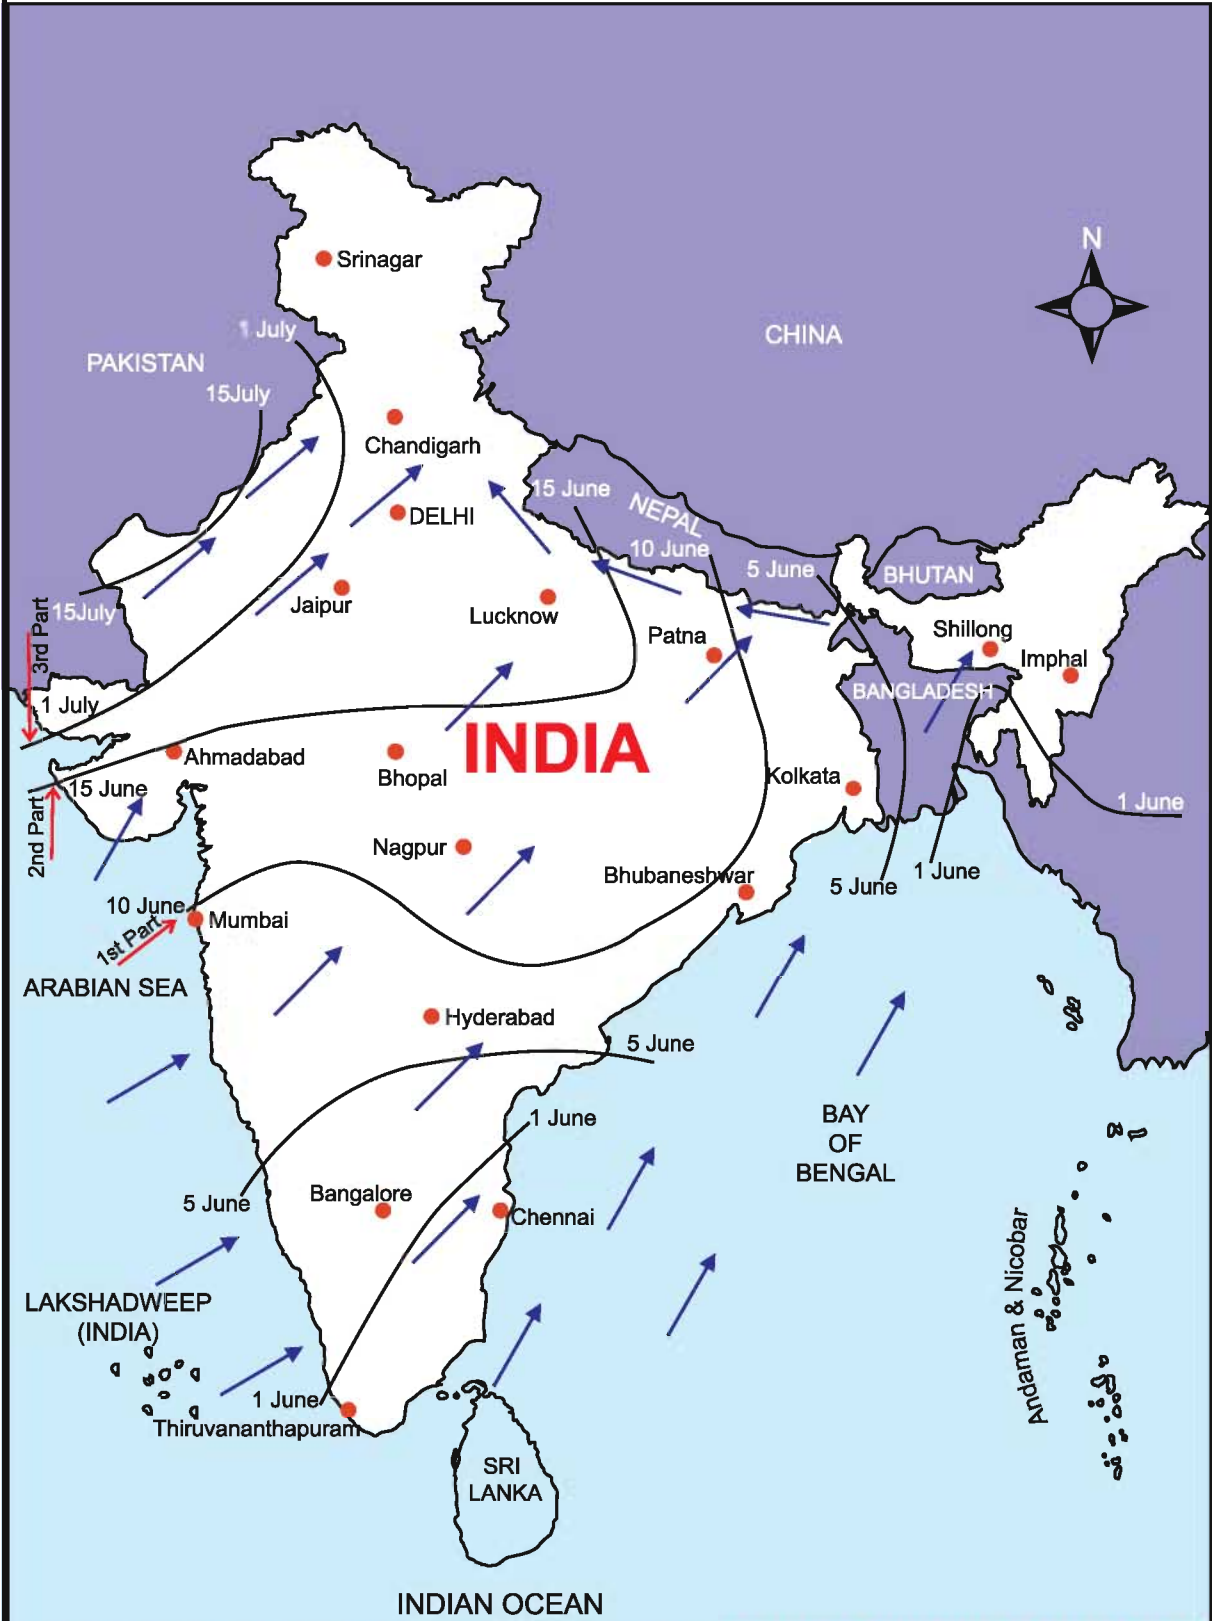 N
Srinagar
1 July
CHINA
PAKISTAN
15July
Chandigarh
15 June
NEPAL
DELHI
10 June
5 June
BHUTAN
15July
Jaipur
Lucknow
Patna
Shillong
Imphal
3rd Part
BANGLADESH
1 July
INDIA
Ahmadabad
Bhopal
Kolkata
15 June
1 June
2nd Part
Nagpur
Bhubaneshwar
5 June
1 June
10 June
Mumbai
1st Part
ARABIAN SEA
Hyderabad
5 June
1 June
BAY
OF
BENGAL
Bangalore
5 June
Chennai
LAKSHADWEEP
(INDIA)
Andaman & Nicobar
1 June
Thiruvananthapuram
SRI
LANKA
INDIAN OCEAN